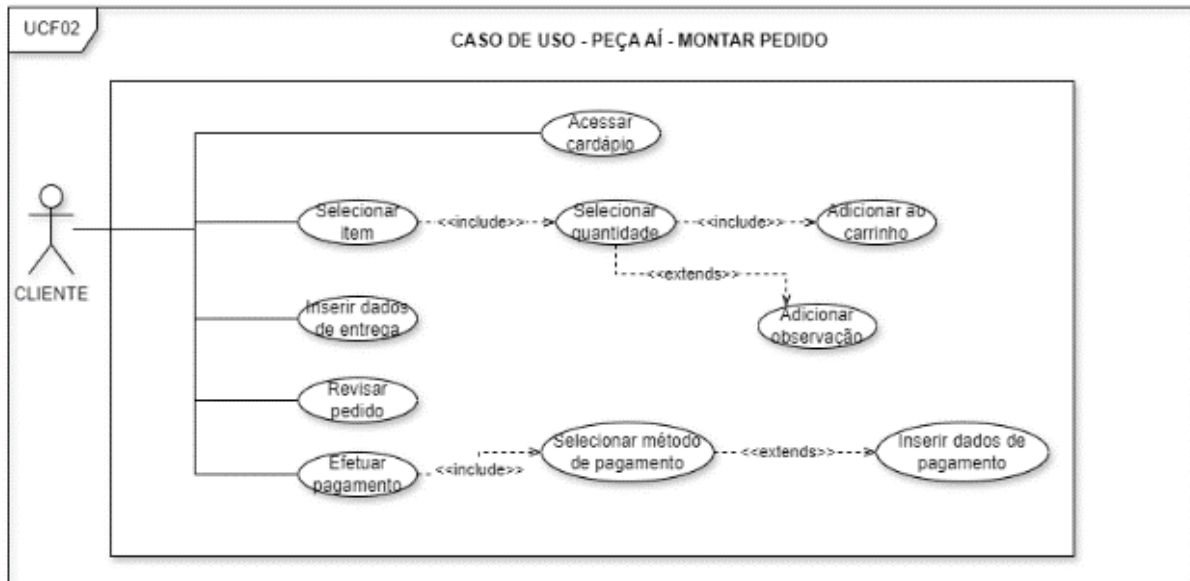 UCF02
CASO DE USO - PEÇA AÍ - MONTAR PEDIDO
Acessar
cardápio
Selecionar
item
<<include>>
Selecionar
quantidade
<<include>>
Adicionar ao
carrinho
<<extends>>
CLIENTE
Inserir dados
de entrega
Adicionar
observação
Revisar
pedido
Efetuar
pagamento
<<include>>
Selecionar método
de pagamento
<<extends>>
Inserir dados de
pagamento